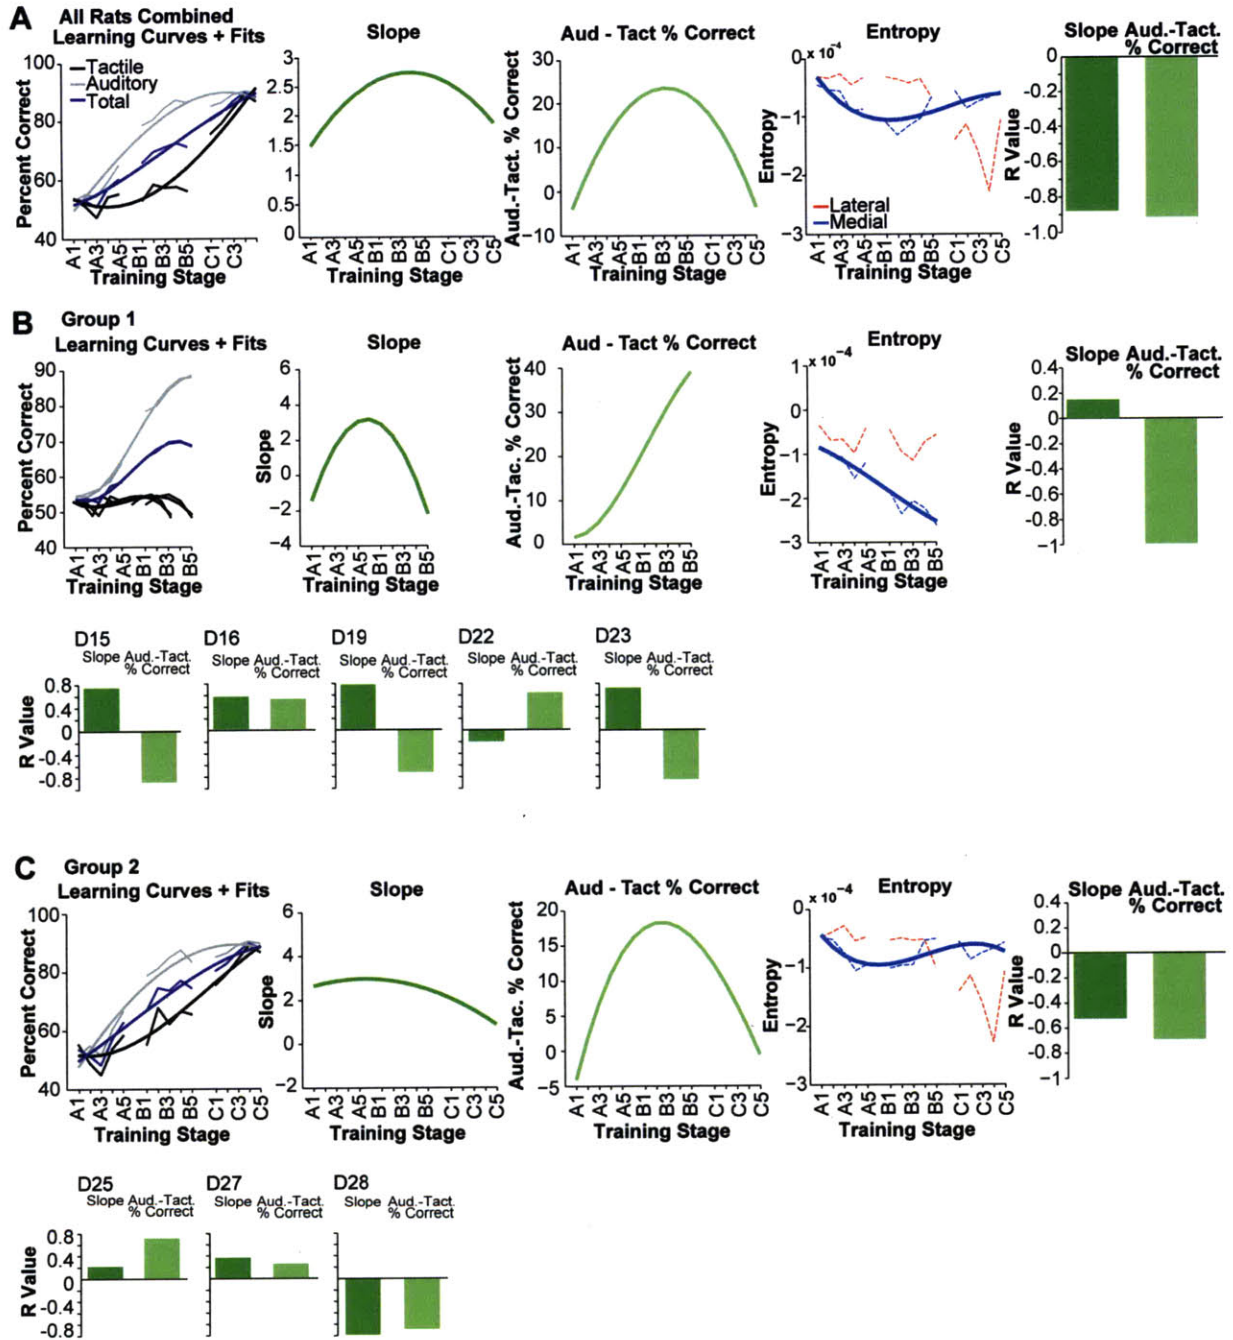 A
All Rats Combined
Learning Curves + Fits
Slope
Aud - Tact % Correct
Entropy
Slope Aud.-Tact.
% Correct
Percent Correct
100
80
60
40
Tactile
Auditory
Total
A1 A3 A5 B1 B3 B5 C1 C3
Training Stage
3
2.5
2
1.5
1
0.5
0
A1 A3 A5 B1 B3 B5 C1 C3 C5
Training Stage
Aud.-Tact. % Correct
30
20
10
0
−10
A1 A3 A5 B1 B3 B5 C1 C3 C5
Training Stage
Entropy
x 10⁻⁴
0
−1
−2
−3
Lateral
Medial
A1 A3 A5 B1 B3 B5 C1 C3 C5
Training Stage
R Value
0
-0.2
-0.4
-0.6
-0.8
-1.0
B
Group 1
Learning Curves + Fits
Slope
Aud - Tact % Correct
Entropy
Slope Aud.-Tact.
% Correct
Percent Correct
90
80
70
60
50
40
A1 A3 A5 B1 B3 B5
Training Stage
Slope
6
4
2
0
−2
−4
A1 A3 A5 B1 B3 B5
Training Stage
Aud.-Tac. % Correct
40
30
20
10
0
A1 A3 A5 B1 B3 B5
Training Stage
Entropy
x 10⁻⁴
1
0
−1
−2
−3
A1 A3 A5 B1 B3 B5
Training Stage
R Value
0.4
0.2
0
-0.2
-0.4
-0.6
-0.8
−1
D15
Slope Aud.-Tact.
% Correct
D16
Slope Aud.-Tact.
% Correct
D19
Slope Aud.-Tact.
% Correct
D22
Slope Aud.-Tact.
% Correct
D23
Slope Aud.-Tact.
% Correct
R Value
0.8
0.4
0
-0.4
-0.8
C
Group 2
Learning Curves + Fits
Slope
Aud - Tact % Correct
Entropy
Slope Aud.-Tact.
% Correct
Percent Correct
100
80
60
40
A1 A3 A5 B1 B3 B5 C1 C3 C5
Training Stage
Slope
6
4
2
0
−2
A1 A3 A5 B1 B3 B5 C1 C3 C5
Training Stage
Aud.-Tac. % Correct
20
15
10
5
0
−5
A1 A3 A5 B1 B3 B5 C1 C3 C5
Training Stage
Entropy
x 10⁻⁴
0
−1
−2
−3
A1 A3 A5 B1 B3 B5 C1 C3 C5
Training Stage
R Value
0.4
0.2
0
-0.2
-0.4
-0.6
-0.8
−1
D25
Slope Aud.-Tact.
% Correct
D27
Slope Aud.-Tact.
% Correct
D28
Slope Aud.-Tact.
% Correct
R Value
0.8
0.4
0
-0.4
-0.8